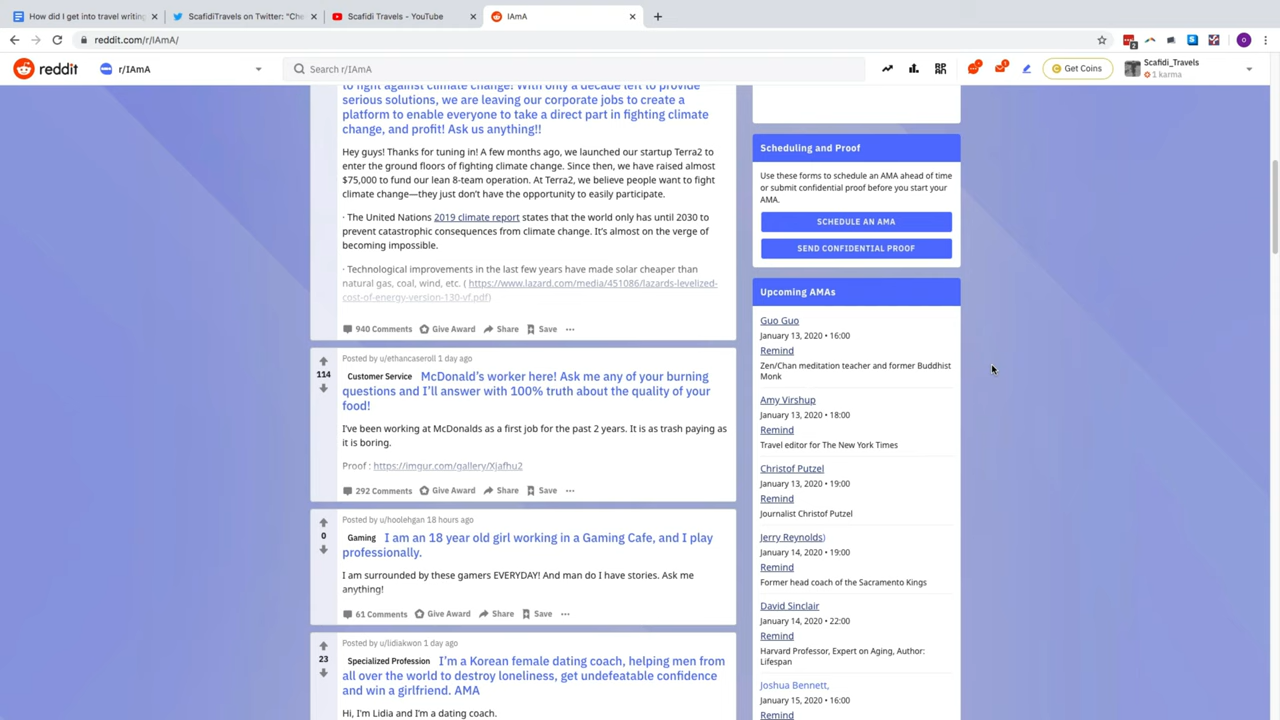 How did I get into travel writing
ScafidiTravels on Twitter: "Che
Scafidi Travels - YouTube
IAmA
reddit.com/r/IAmA/
2
O
reddit
r/IAmA
Search r/IAmA
Get Coins
Scafidi_Travels
1 karma
to fight against climate change! With only a decade left to provide
serious solutions, we are leaving our corporate jobs to create a
platform to enable everyone to take a direct part in fighting climate
change, and profit! Ask us anything!!
Hey guys! Thanks for tuning in! A few months ago, we launched our startup Terra2 to
enter the ground floors of fighting climate change. Since then, we have raised almost
$75,000 to fund our lean 8-team operation. At Terra2, we believe people want to fight
climate change—they just don't have the opportunity to easily participate.
· The United Nations 2019 climate report states that the world only has until 2030 to
prevent catastrophic consequences from climate change. It's almost on the verge of
becoming impossible.
· Technological improvements in the last few years have made solar cheaper than
natural gas, coal, wind, etc. ( https://www.lazard.com/media/451086/lazards-levelized-
cost-of-energy-version-130-vf.pdf)
940 Comments Give Award Share Save ...
Posted by u/ethancaseroll 1 day ago
114
Customer Service McDonald's worker here! Ask me any of your burning
questions and I'll answer with 100% truth about the quality of your
food!
I've been working at McDonalds as a first job for the past 2 years. It is as trash paying as
it is boring.
Proof : https://imgur.com/gallery/Xjafhu2
292 Comments Give Award Share Save ...
Posted by u/hoolehgan 18 hours ago
0
Gaming I am an 18 year old girl working in a Gaming Cafe, and I play
professionally.
I am surrounded by these gamers EVERYDAY! And man do I have stories. Ask me
anything!
61 Comments Give Award Share Save ...
Posted by u/lidiakwon 1 day ago
23
Specialized Profession I'm a Korean female dating coach, helping men from
all over the world to destroy loneliness, get undefeatable confidence
and win a girlfriend. AMA
Hi, I'm Lidia and I'm a dating coach.
Scheduling and Proof
Use these forms to schedule an AMA ahead of time
or submit confidential proof before you start your
AMA.
SCHEDULE AN AMA
SEND CONFIDENTIAL PROOF
Upcoming AMAs
Guo Guo
January 13, 2020 • 16:00
Remind
Zen/Chan meditation teacher and former Buddhist
Monk
Amy Virshup
January 13, 2020 • 18:00
Remind
Travel editor for The New York Times
Christof Putzel
January 13, 2020 • 19:00
Remind
Journalist Christof Putzel
Jerry Reynolds)
January 14, 2020 • 19:00
Remind
Former head coach of the Sacramento Kings
David Sinclair
January 14, 2020 • 22:00
Remind
Harvard Professor, Expert on Aging, Author:
Lifespan
Joshua Bennett,
January 15, 2020 • 16:00
Remind